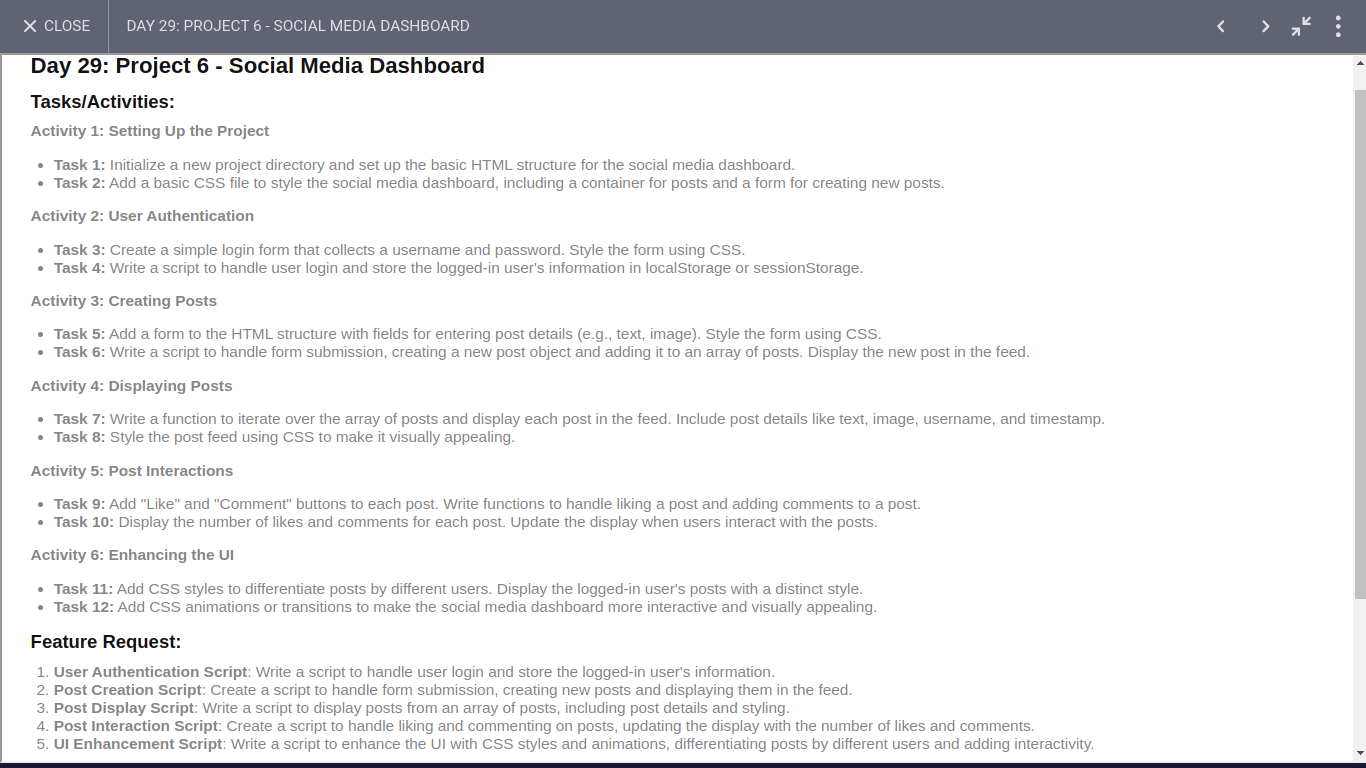 CLOSE DAY 29: PROJECT 6 - SOCIAL MEDIA DASHBOARD
Day 29: Project 6 - Social Media Dashboard
Tasks/Activities:
Activity 1: Setting Up the Project
• Task 1: Initialize a new project directory and set up the basic HTML structure for the social media dashboard.
• Task 2: Add a basic CSS file to style the social media dashboard, including a container for posts and a form for creating new posts.
Activity 2: User Authentication
• Task 3: Create a simple login form that collects a username and password. Style the form using CSS.
• Task 4: Write a script to handle user login and store the logged-in user's information in localStorage or sessionStorage.
Activity 3: Creating Posts
• Task 5: Add a form to the HTML structure with fields for entering post details (e.g., text, image). Style the form using CSS.
• Task 6: Write a script to handle form submission, creating a new post object and adding it to an array of posts. Display the new post in the feed.
Activity 4: Displaying Posts
• Task 7: Write a function to iterate over the array of posts and display each post in the feed. Include post details like text, image, username, and timestamp.
• Task 8: Style the post feed using CSS to make it visually appealing.
Activity 5: Post Interactions
• Task 9: Add "Like" and "Comment" buttons to each post. Write functions to handle liking a post and adding comments to a post.
• Task 10: Display the number of likes and comments for each post. Update the display when users interact with the posts.
Activity 6: Enhancing the UI
• Task 11: Add CSS styles to differentiate posts by different users. Display the logged-in user's posts with a distinct style.
• Task 12: Add CSS animations or transitions to make the social media dashboard more interactive and visually appealing.
Feature Request:
1. User Authentication Script: Write a script to handle user login and store the logged-in user's information.
2. Post Creation Script: Create a script to handle form submission, creating new posts and displaying them in the feed.
3. Post Display Script: Write a script to display posts from an array of posts, including post details and styling.
4. Post Interaction Script: Create a script to handle liking and commenting on posts, updating the display with the number of likes and comments.
5. UI Enhancement Script: Write a script to enhance the UI with CSS styles and animations, differentiating posts by different users and adding interactivity.